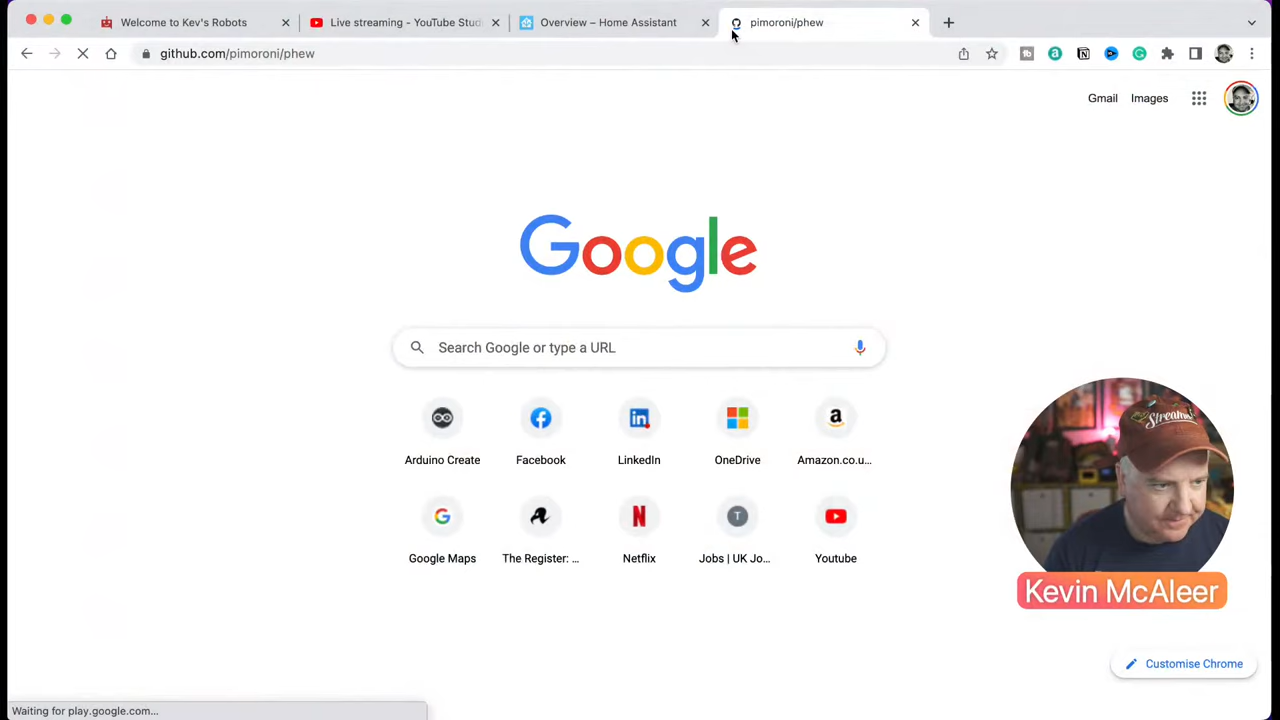 Welcome to Kev's Robots
Live streaming - YouTube Stud
Overview – Home Assistant
pimoroni/phew
github.com/pimoroni/phew
Gmail
Images
Google
Search Google or type a URL
Arduino Create
Facebook
LinkedIn
OneDrive
Amazon.co.u...
Google Maps
The Register: ...
Netflix
T
Jobs | UK Jo...
Youtube
Streams
Kevin McAleer
Customise Chrome
Waiting for play.google.com...